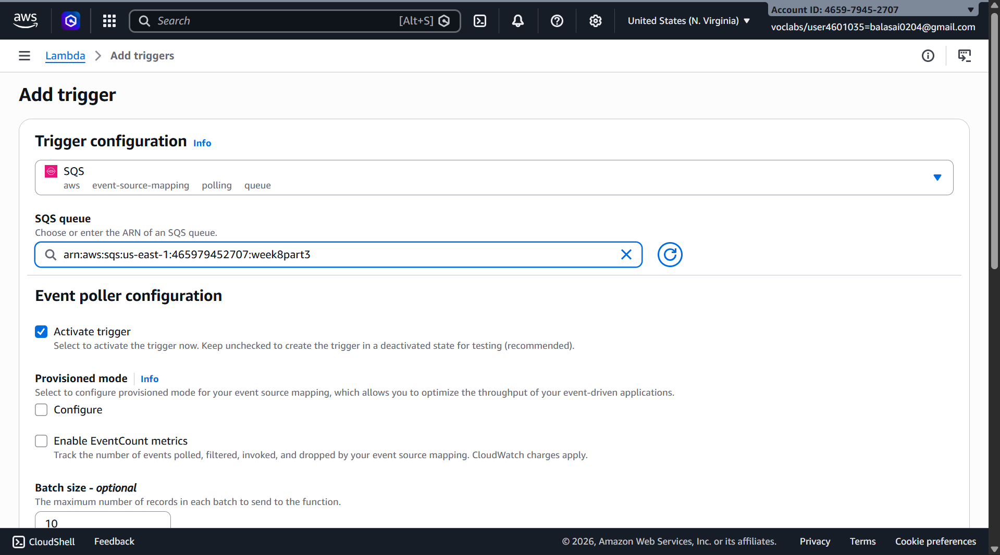 aws
Search
[Alt+S]
United States (N. Virginia)
Account ID: 4659-7945-2707
voclabs/user4601035=balasai0204@gmail.com
Lambda
Add triggers
Add trigger
Trigger configuration Info
SQS
aws event-source-mapping polling queue
SQS queue
Choose or enter the ARN of an SQS queue.
arn:aws:sqs:us-east-1:465979452707:week8part3
Event poller configuration
Activate trigger
Select to activate the trigger now. Keep unchecked to create the trigger in a deactivated state for testing (recommended).
Provisioned mode Info
Select to configure provisioned mode for your event source mapping, which allows you to optimize the throughput of your event-driven applications.
Configure
Enable EventCount metrics
Track the number of events polled, filtered, invoked, and dropped by your event source mapping. CloudWatch charges apply.
Batch size - optional
The maximum number of records in each batch to send to the function.
10
CloudShell Feedback © 2026, Amazon Web Services, Inc. or its affiliates. Privacy Terms Cookie preferences